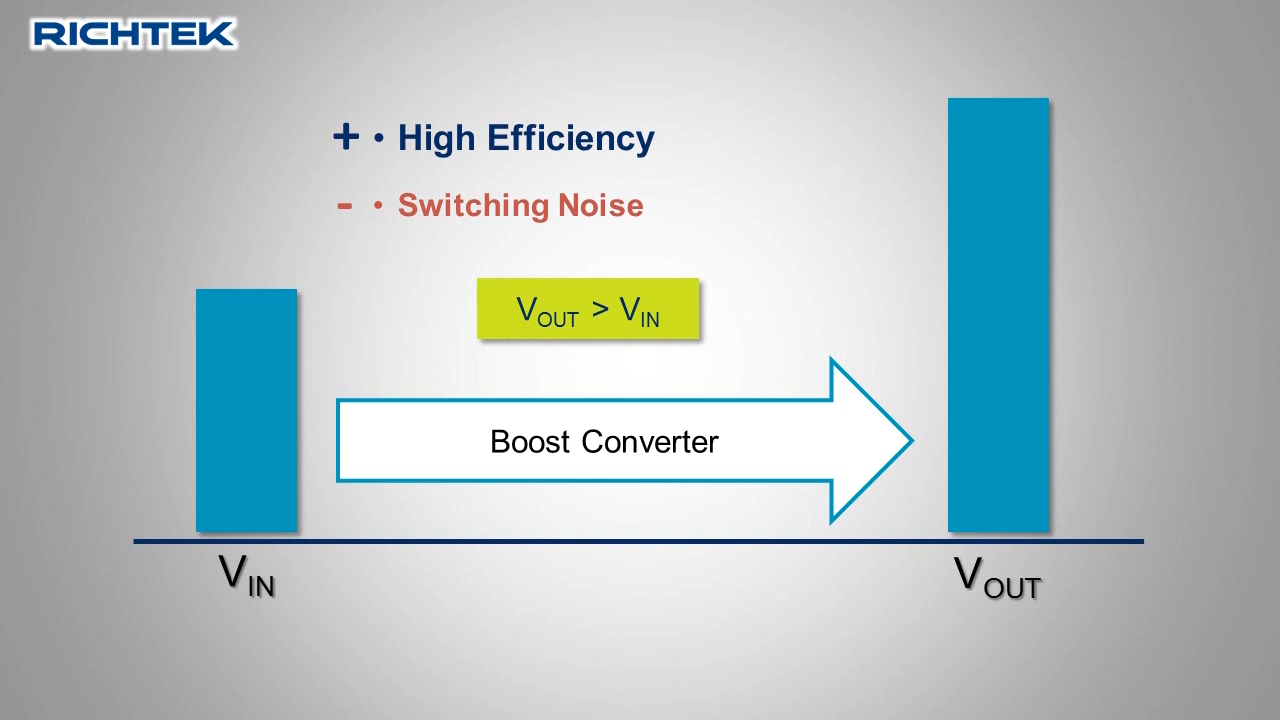 RICHTEK
+ • High Efficiency
- • Switching Noise
VOUT > VIN
Boost Converter
VIN
VOUT